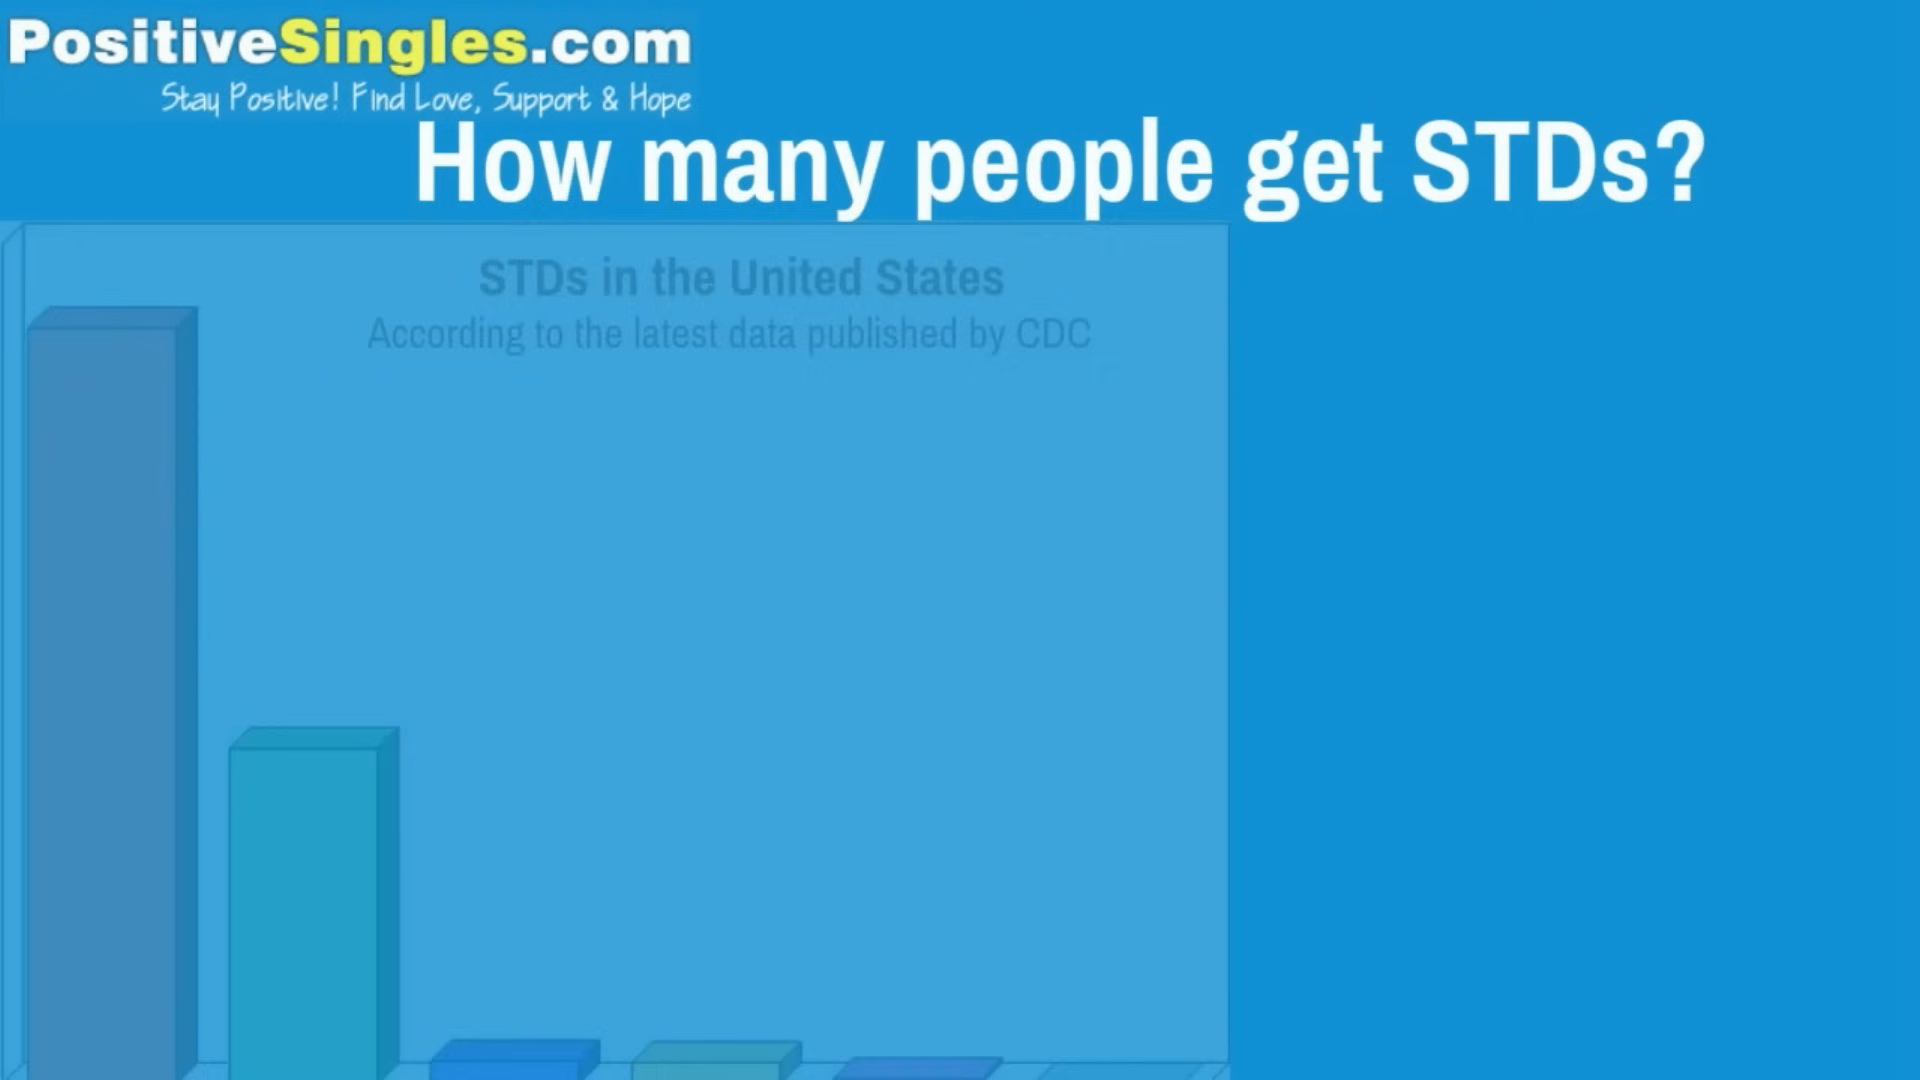 PositiveSingles.com
Stay Positive! Find Love, Support & Hope
How many people get STDs?
STDs in the United States
According to the latest data published by CDC